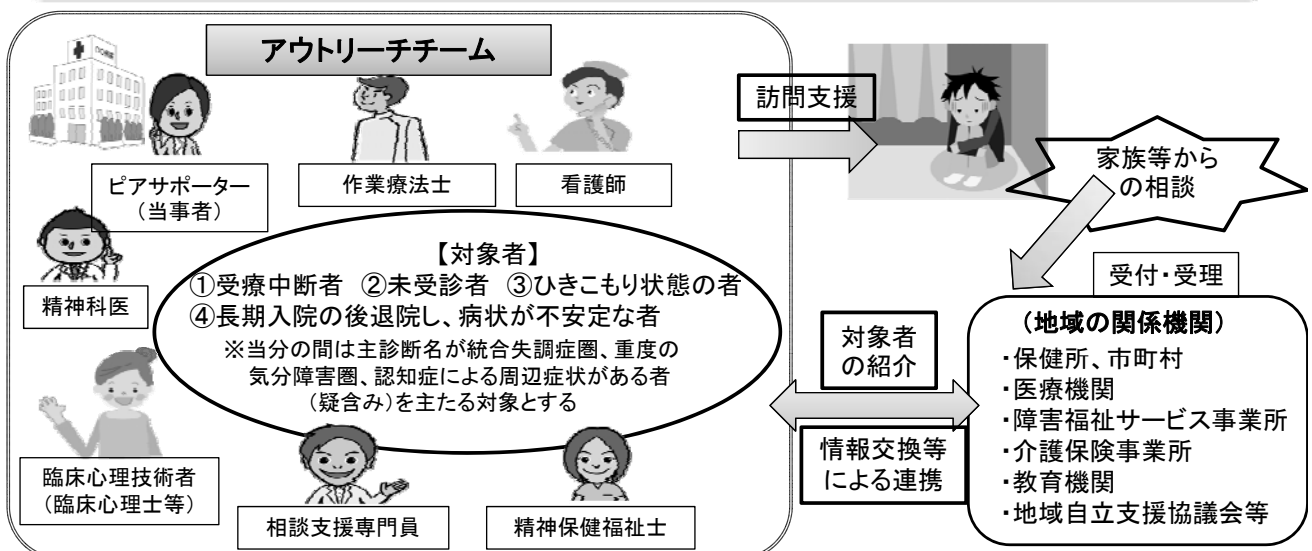 アウトリーチチーム
ピアサポーター
（当事者）
作業療法士
看護師
精神科医
【対象者】
①受療中断者 ②未受診者 ③ひきこもり状態の者
④長期入院の後退院し、病状が不安定な者
※当分の間は主診断名が統合失調症圏、重度の
気分障害圏、認知症による周辺症状がある者
（疑含み）を主たる対象とする
臨床心理技術者
（臨床心理士等）
相談支援専門員
精神保健福祉士
訪問支援
家族等から
の相談
受付・受理
対象者
の紹介
情報交換等
による連携
（地域の関係機関）
・保健所、市町村
・医療機関
・障害福祉サービス事業所
・介護保険事業所
・教育機関
・地域自立支援協議会等